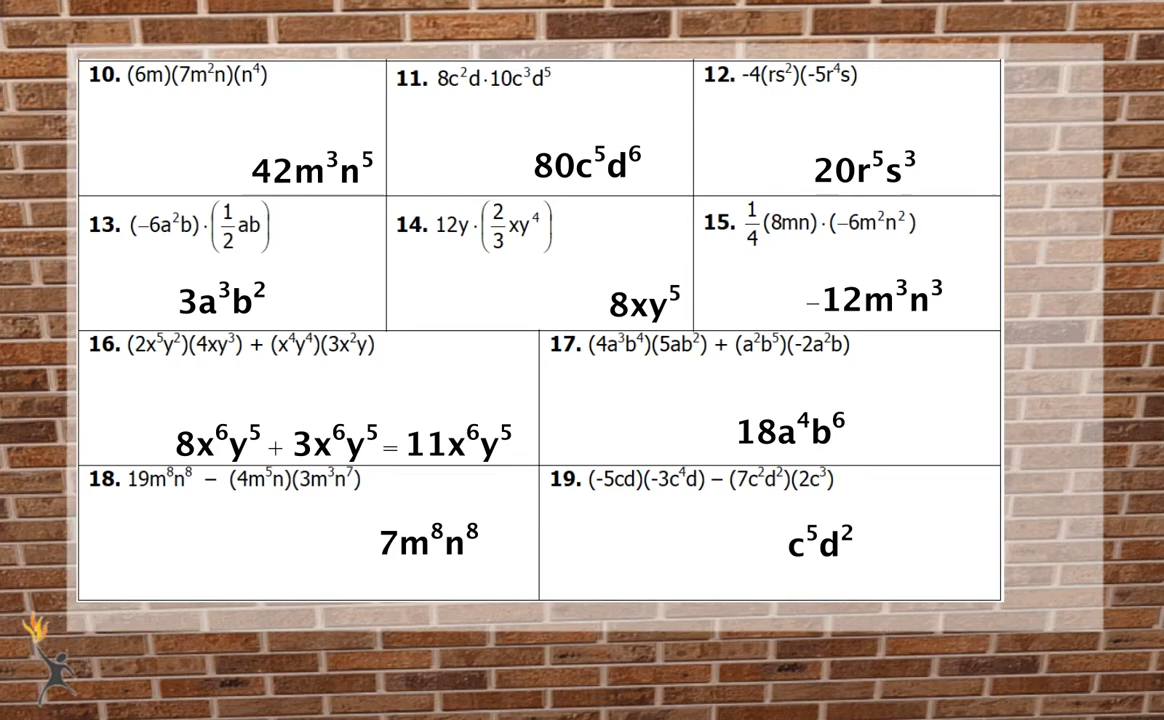 10. (6m)(7m²n)(n⁴)
42m³n⁵
11. 8c²d·10c³d⁵
80c⁵d⁶
12. -4(rs²)(-5r⁴s)
20r⁵s³
13. (−6a²b)·(1/2 ab)
3a³b²
14. 12y·(2/3 xy⁴)
8xy⁵
15. 1/4 (8mn)·(−6m²n²)
−12m³n³
16. (2x⁵y²)(4xy³) + (x⁴y⁴)(3x²y)
8x⁶y⁵ + 3x⁶y⁵ = 11x⁶y⁵
17. (4a³b⁴)(5ab²) + (a²b⁵)(-2a²b)
18a⁴b⁶
18. 19m⁸n⁸ − (4m⁵n)(3m³n⁷)
7m⁸n⁸
19. (-5cd)(-3c⁴d) − (7c²d²)(2c³)
c⁵d²